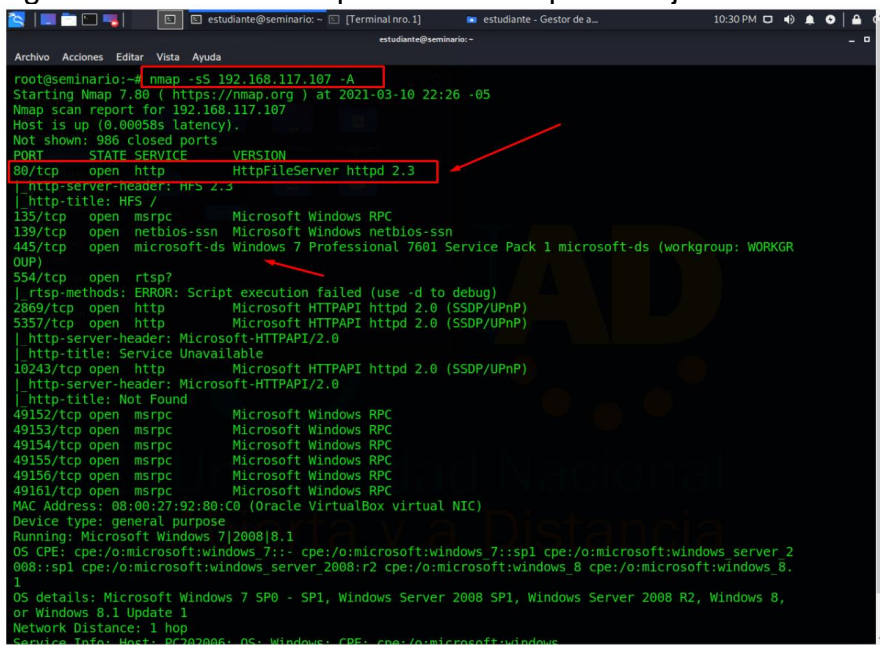 estudiante@seminario: ~
[Terminal nro. 1]
estudiante - Gestor de a...
10:30 PM
estudiante@seminario: ~
Archivo Acciones Editar Vista Ayuda
root@seminario:~# nmap -sS 192.168.117.107 -A
Starting Nmap 7.80 ( https://nmap.org ) at 2021-03-10 22:26 -05
Nmap scan report for 192.168.117.107
Host is up (0.00058s latency).
Not shown: 986 closed ports
PORT STATE SERVICE VERSION
80/tcp open http HttpFileServer httpd 2.3
|_http-server-header: HFS 2.3
|_http-title: HFS /
135/tcp open msrpc Microsoft Windows RPC
139/tcp open netbios-ssn Microsoft Windows netbios-ssn
445/tcp open microsoft-ds Windows 7 Professional 7601 Service Pack 1 microsoft-ds (workgroup: WORKGR
OUP)
554/tcp open rtsp?
|_rtsp-methods: ERROR: Script execution failed (use -d to debug)
2869/tcp open http Microsoft HTTPAPI httpd 2.0 (SSDP/UPnP)
5357/tcp open http Microsoft HTTPAPI httpd 2.0 (SSDP/UPnP)
|_http-server-header: Microsoft-HTTPAPI/2.0
|_http-title: Service Unavailable
10243/tcp open http Microsoft HTTPAPI httpd 2.0 (SSDP/UPnP)
|_http-server-header: Microsoft-HTTPAPI/2.0
|_http-title: Not Found
49152/tcp open msrpc Microsoft Windows RPC
49153/tcp open msrpc Microsoft Windows RPC
49154/tcp open msrpc Microsoft Windows RPC
49155/tcp open msrpc Microsoft Windows RPC
49156/tcp open msrpc Microsoft Windows RPC
49161/tcp open msrpc Microsoft Windows RPC
MAC Address: 08:00:27:92:80:C0 (Oracle VirtualBox virtual NIC)
Device type: general purpose
Running: Microsoft Windows 7|2008|8.1
OS CPE: cpe:/o:microsoft:windows_7::- cpe:/o:microsoft:windows_7::sp1 cpe:/o:microsoft:windows_server_2
008::sp1 cpe:/o:microsoft:windows_server_2008:r2 cpe:/o:microsoft:windows_8 cpe:/o:microsoft:windows_8.
1
OS details: Microsoft Windows 7 SP0 - SP1, Windows Server 2008 SP1, Windows Server 2008 R2, Windows 8,
or Windows 8.1 Update 1
Network Distance: 1 hop
Service Info: Host: PC202006; OS: Windows; CPE: cpe:/o:microsoft:windows